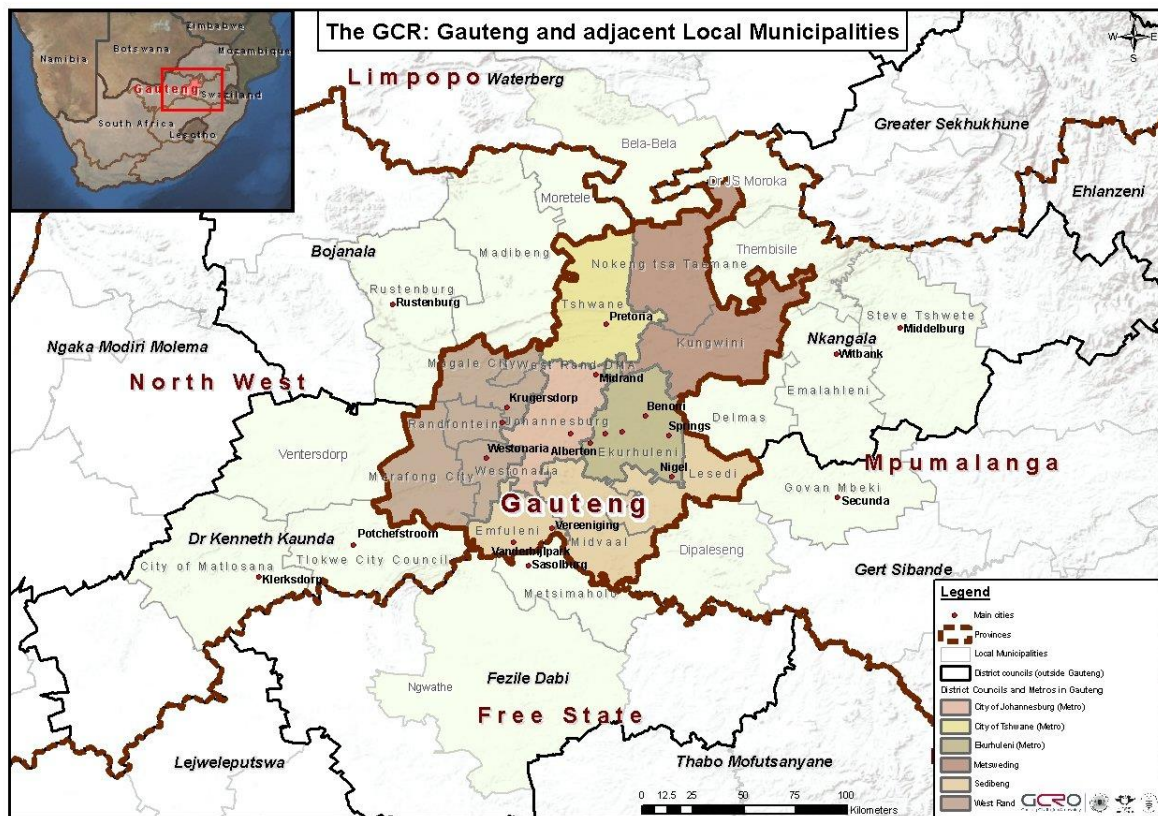 The GCR: Gauteng and adjacent Local Municipalities
Zimbabwe
Botswana
Mozambique
Namibia
Gauteng
Swaziland
South Africa
Lesotho
W E
S
Limpopo
Waterberg
Greater Sekhukhune
Bela-Bela
Dr JS Moroka
Ehlanzeni
Moretele
Bojanala
Madibeng
Thembisile
Nokeng tsa Taemane
Rustenburg
Rustenburg
Tshwane
Pretoria
Steve Tshwete
Middelburg
Ngaka Modiri Molema
Kungwini
Nkangala
Witbank
North West
West Rand DMA
Midrand
Emalahleni
Krugersdorp
Benoni
Delmas
Randfontein
Johannesburg
Springs
Ventersdorp
Westonaria
Alberton
Ekurhuleni
Mpumalanga
Merafong City
Westonaria
Nigel
Lesedi
Govan Mbeki
Secunda
Gauteng
Potchefstroom
Emfuleni
Vereeniging
Dr Kenneth Kaunda
Midvaal
Dipaleseng
City of Matlosana
Tlokwe City Council
Vanderbijlpark
Sasolburg
Gert Sibande
Klerksdorp
Metsimaholo
Legend
Main cities
Provinces
Local Municipalities
District councils (outside Gauteng)
District Councils and Metros in Gauteng
City of Johannesburg (Metro)
City of Tshwane (Metro)
Ekurhuleni (Metro)
Metsweding
Sedibeng
West Rand
GCRO
Fezile Dabi
Ngwathe
Free State
Lejweleputswa
Thabo Mofutsanyane
0 12.5 25 50 75 100
Kilometers